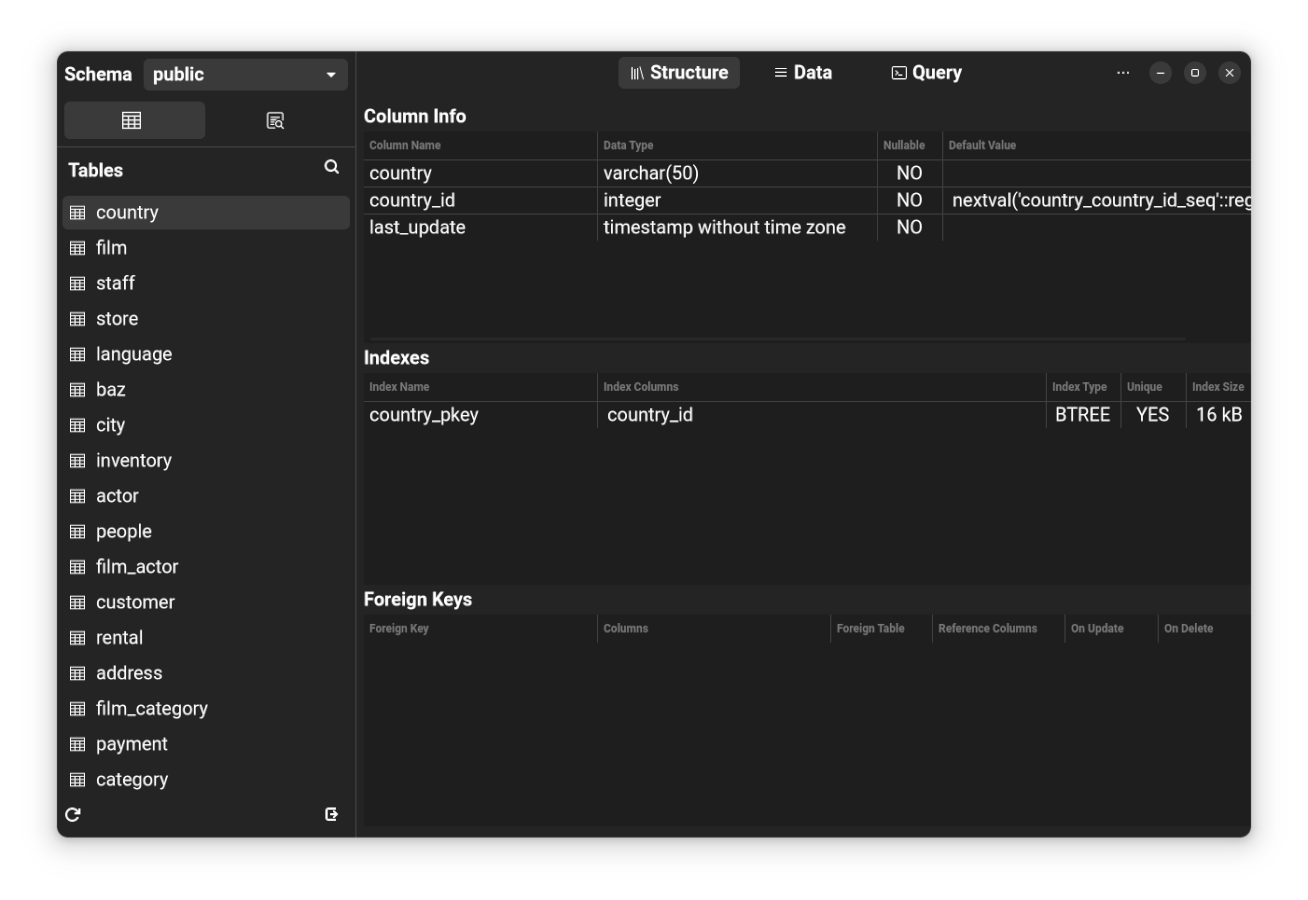 Schema public
Structure Data Query
Tables
country
film
staff
store
language
baz
city
inventory
actor
people
film_actor
customer
rental
address
film_category
payment
category
Column Info
Column Name Data Type Nullable Default Value
country varchar(50) NO
country_id integer NO nextval('country_country_id_seq'::reg
last_update timestamp without time zone NO
Indexes
Index Name Index Columns Index Type Unique Index Size
country_pkey country_id BTREE YES 16 kB
Foreign Keys
Foreign Key Columns Foreign Table Reference Columns On Update On Delete